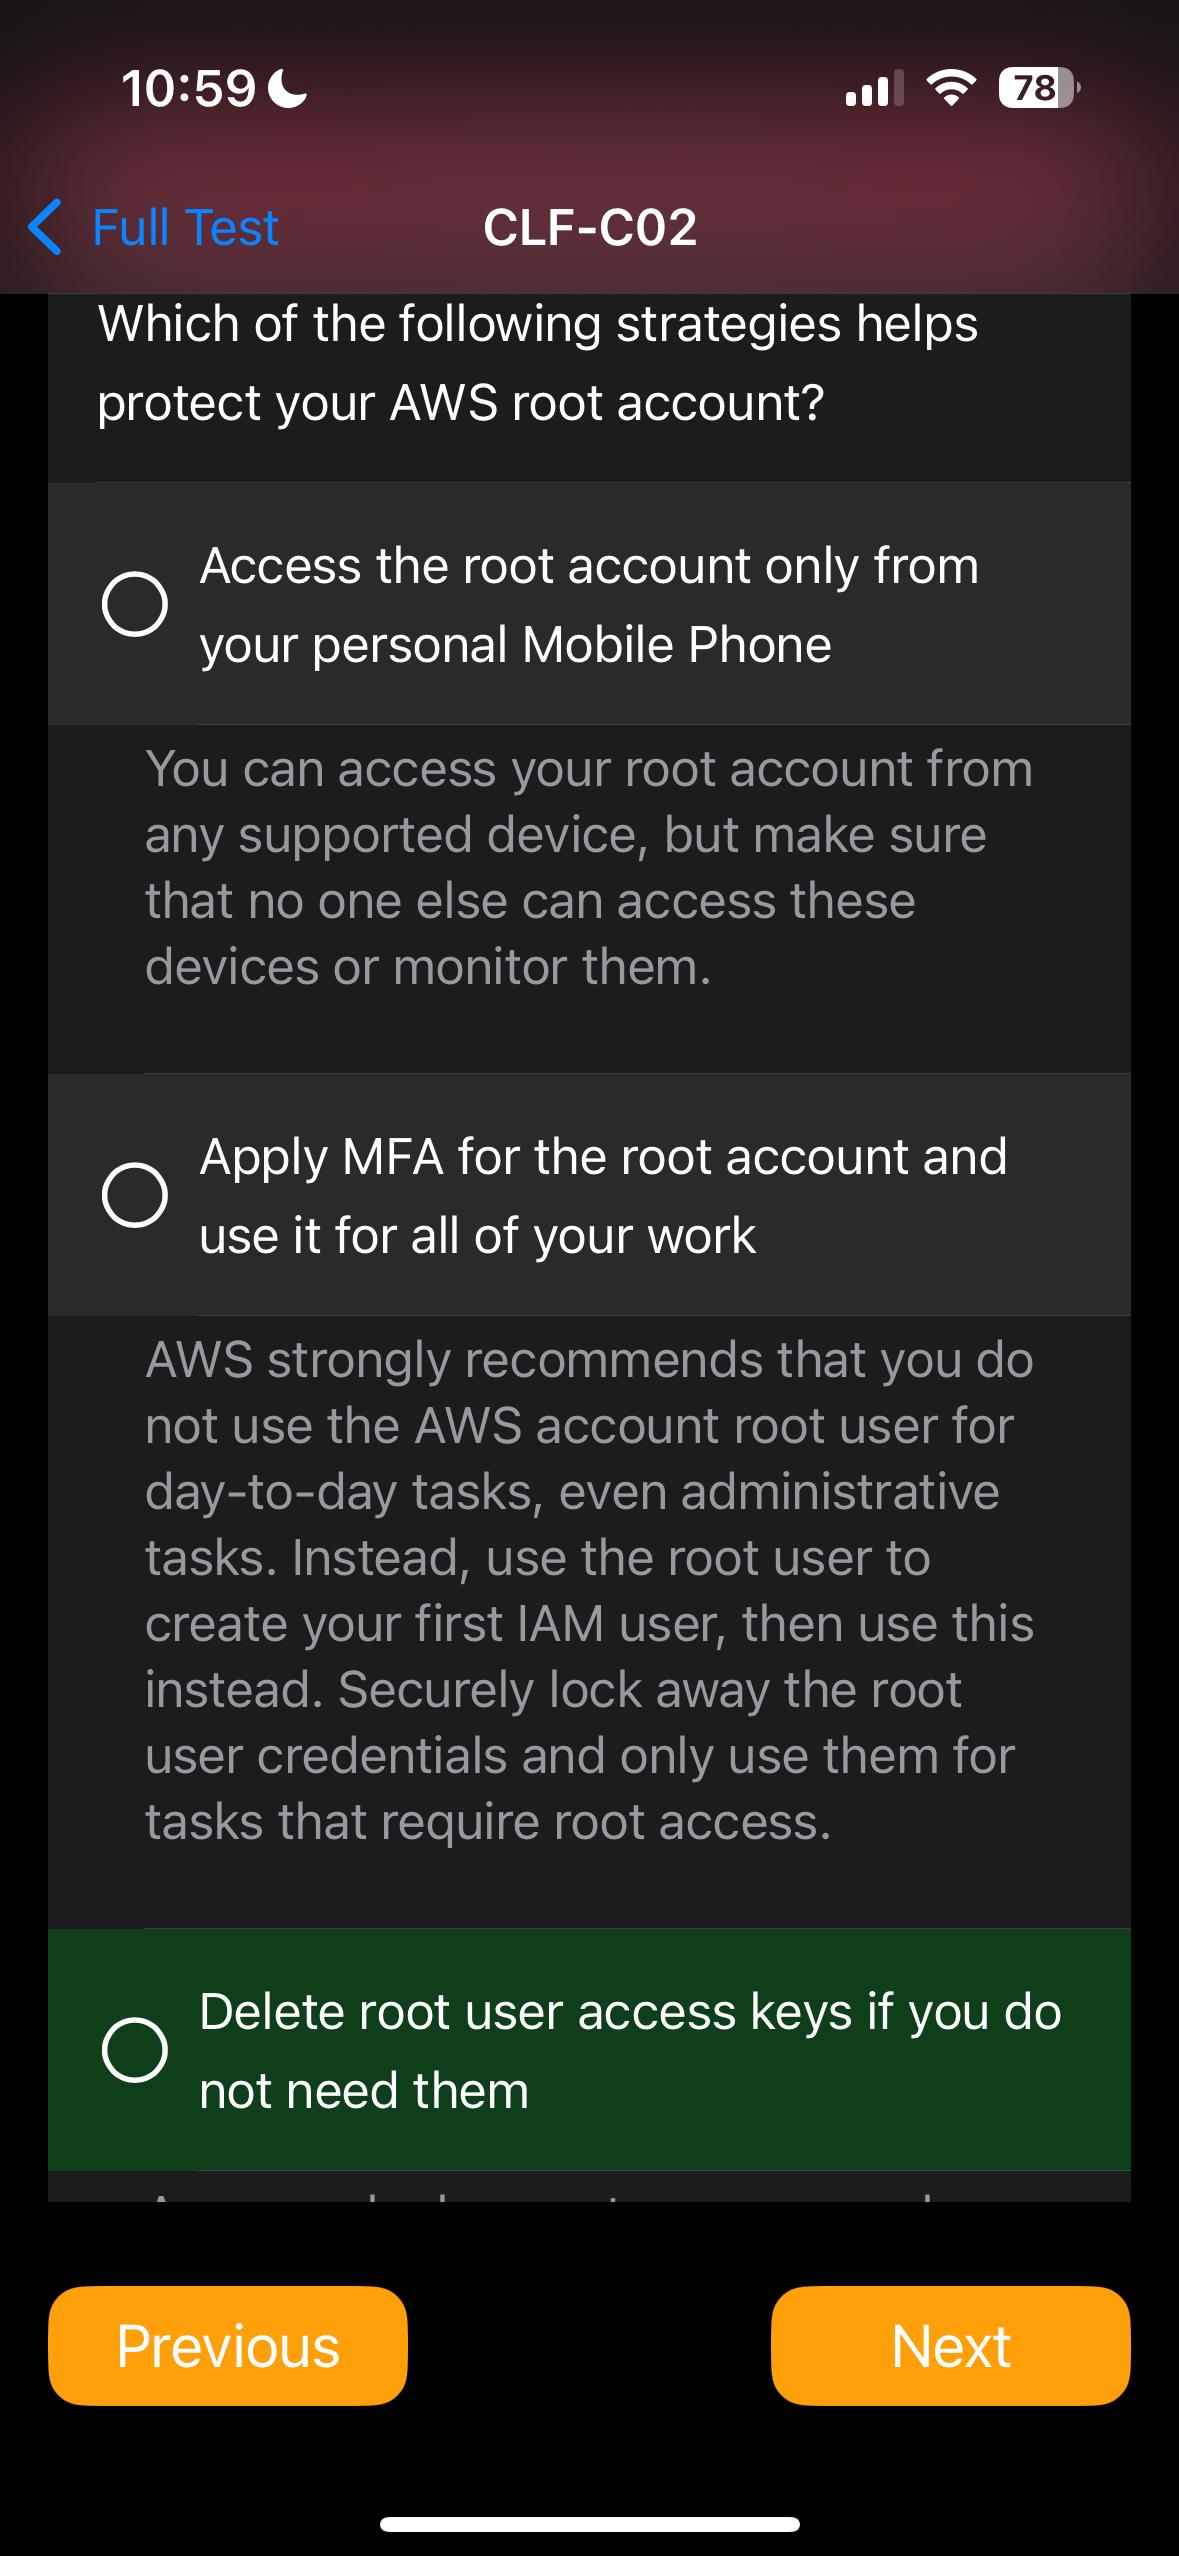 10:59
78
Full Test
CLF-C02
Which of the following strategies helps
protect your AWS root account?
Access the root account only from
your personal Mobile Phone
You can access your root account from
any supported device, but make sure
that no one else can access these
devices or monitor them.
Apply MFA for the root account and
use it for all of your work
AWS strongly recommends that you do
not use the AWS account root user for
day-to-day tasks, even administrative
tasks. Instead, use the root user to
create your first IAM user, then use this
instead. Securely lock away the root
user credentials and only use them for
tasks that require root access.
Delete root user access keys if you do
not need them
Previous
Next